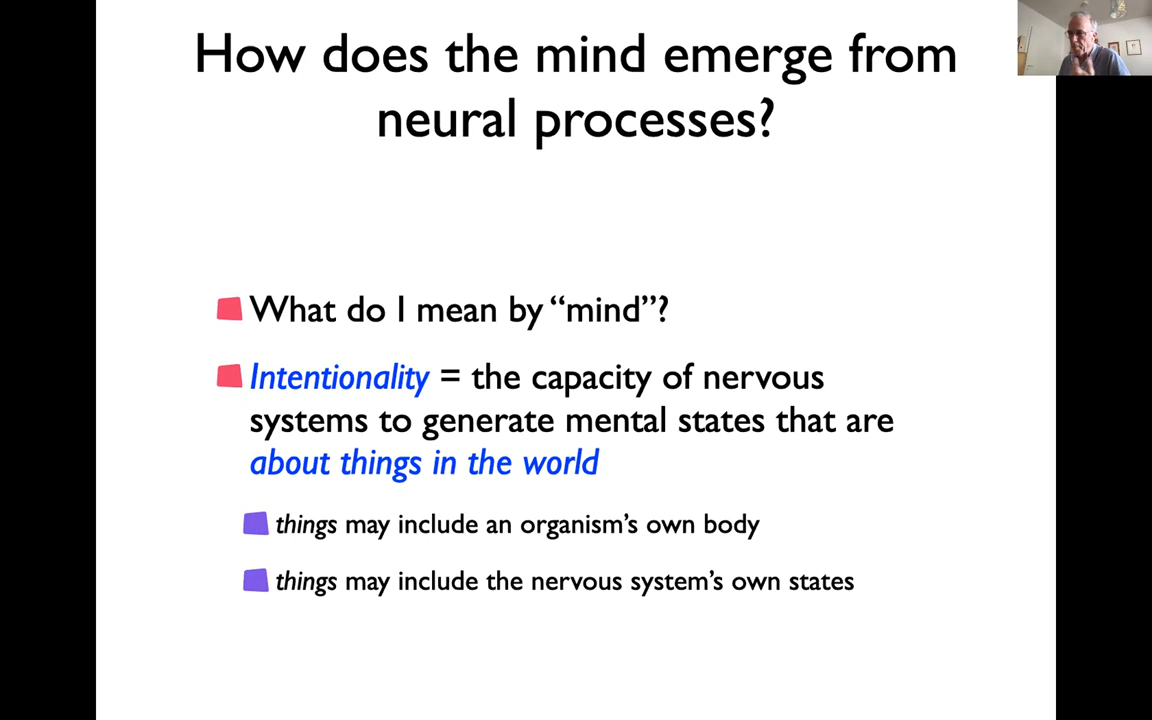 How does the mind emerge from
neural processes?
What do I mean by “mind”?
Intentionality = the capacity of nervous
systems to generate mental states that are
about things in the world
things may include an organism’s own body
things may include the nervous system’s own states